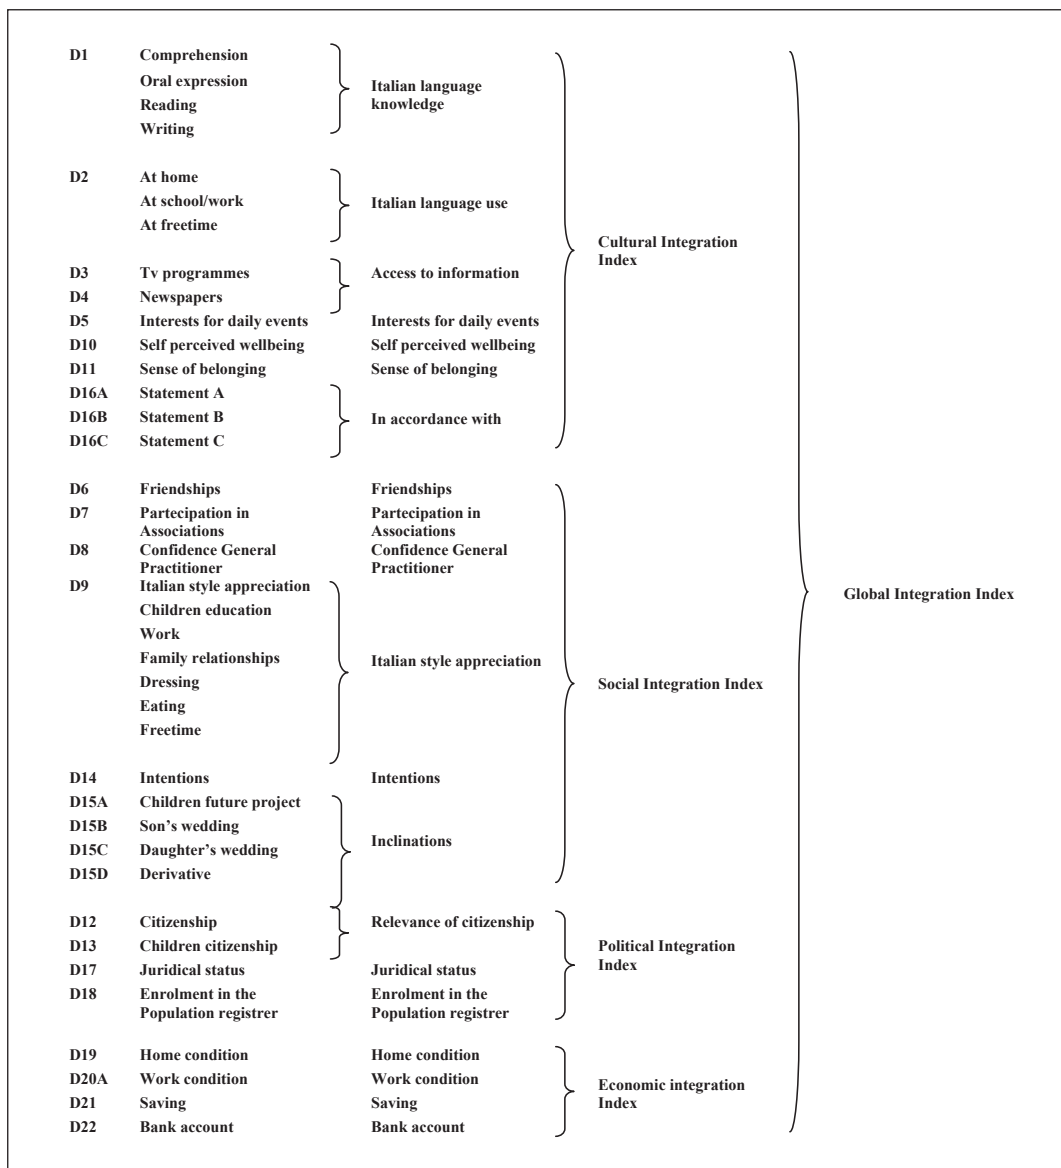 D1 Comprehension
Oral expression
Reading
Writing
Italian language
knowledge
D2 At home
At school/work
At freetime
Italian language use
D3 Tv programmes
D4 Newspapers
Access to information
D5 Interests for daily events Interests for daily events
D10 Self perceived wellbeing Self perceived wellbeing
D11 Sense of belonging Sense of belonging
D16A Statement A
D16B Statement B
D16C Statement C
In accordance with
Cultural Integration
Index
D6 Friendships Friendships
D7 Partecipation in Partecipation in
Associations Associations
D8 Confidence General Confidence General
Practitioner Practitioner
D9 Italian style appreciation
Children education
Work
Family relationships
Dressing
Eating
Freetime
Italian style appreciation
D14 Intentions Intentions
D15A Children future project
D15B Son's wedding
D15C Daughter's wedding
D15D Derivative
Inclinations
Social Integration Index
D12 Citizenship
D13 Children citizenship
Relevance of citizenship
D17 Juridical status Juridical status
D18 Enrolment in the Enrolment in the
Population registrer Population registrer
Political Integration
Index
D19 Home condition Home condition
D20A Work condition Work condition
D21 Saving Saving
D22 Bank account Bank account
Economic integration
Index
Global Integration Index